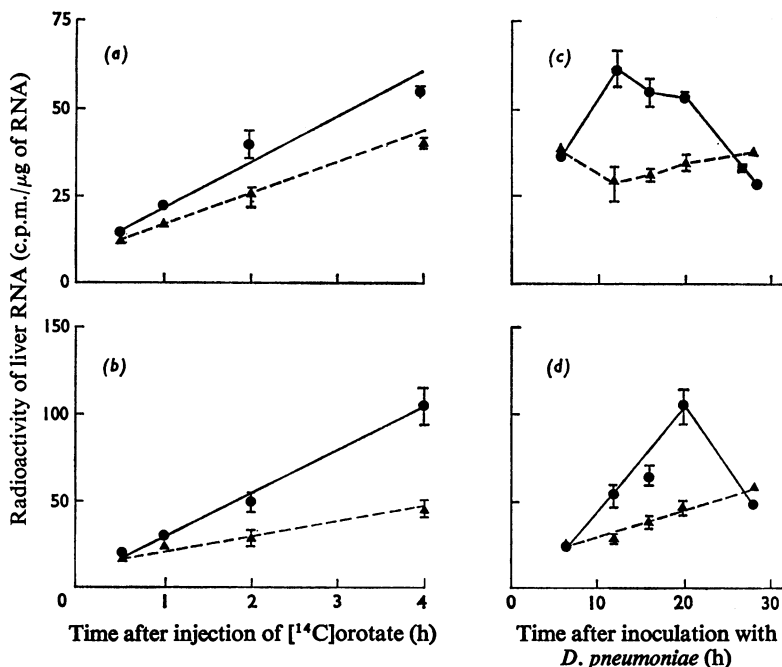 Radioactivity of liver RNA (c.p.m./μg of RNA)
75
50
25
0
(a)
(c)
150
100
50
0
(b)
(d)
1
2
3
4
0
10
20
30
Time after injection of [¹⁴C]orotate (h)
Time after inoculation with
D. pneumoniae (h)